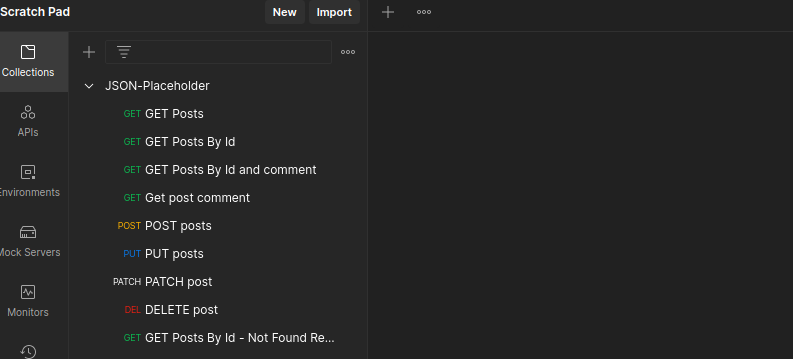 Scratch Pad New Import
Collections
JSON-Placeholder
GET GET Posts
APIs
GET GET Posts By Id
GET GET Posts By Id and comment
Environments
GET Get post comment
POST POST posts
Mock Servers
PUT PUT posts
PATCH PATCH post
Monitors
DEL DELETE post
GET GET Posts By Id - Not Found Re...